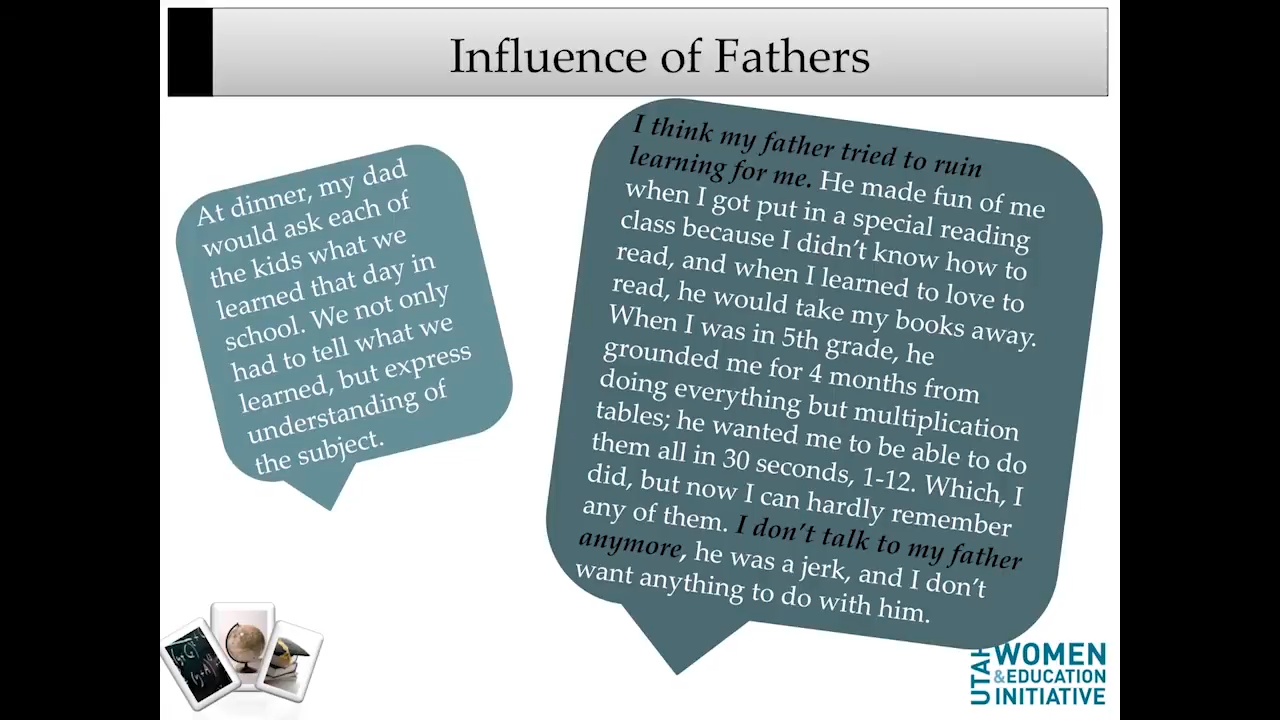 Influence of Fathers
At dinner, my dad
would ask each of
the kids what we
learned that day in
school. We not only
had to tell what we
learned, but express
understanding of
the subject.
I think my father tried to ruin
learning for me. He made fun of me
when I got put in a special reading
class because I didn’t know how to
read, and when I learned to love to
read, he would take my books away.
When I was in 5th grade, he
grounded me for 4 months from
doing everything but multiplication
tables; he wanted me to be able to do
them all in 30 seconds, 1-12. Which, I
did, but now I can hardly remember
any of them. I don’t talk to my father
anymore, he was a jerk, and I don’t
want anything to do with him.
UTAH
WOMEN
&EDUCATION
INITIATIVE